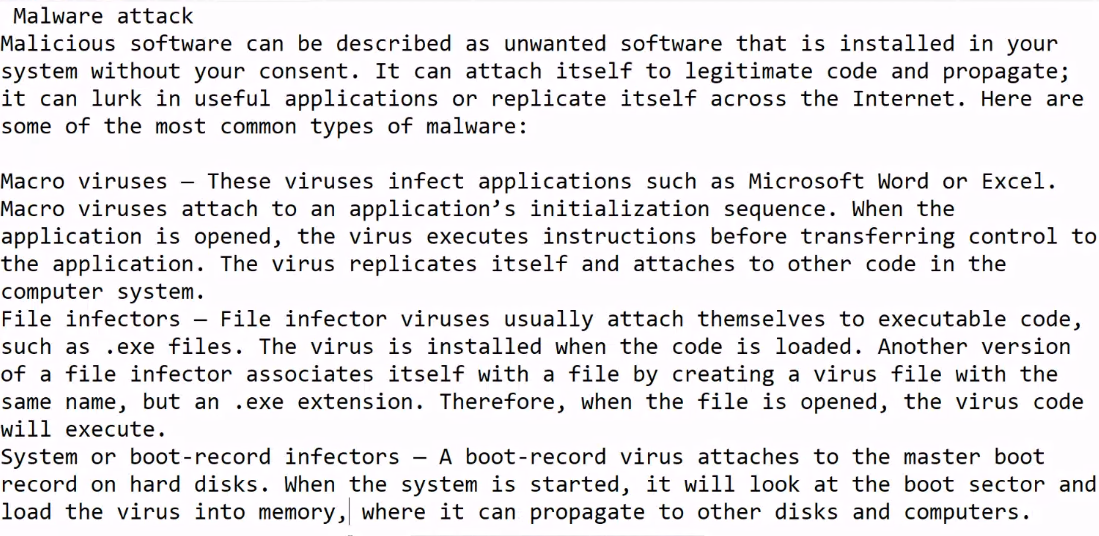 Malware attack
Malicious software can be described as unwanted software that is installed in your
system without your consent. It can attach itself to legitimate code and propagate;
it can lurk in useful applications or replicate itself across the Internet. Here are
some of the most common types of malware:

Macro viruses – These viruses infect applications such as Microsoft Word or Excel.
Macro viruses attach to an application’s initialization sequence. When the
application is opened, the virus executes instructions before transferring control to
the application. The virus replicates itself and attaches to other code in the
computer system.
File infectors – File infector viruses usually attach themselves to executable code,
such as .exe files. The virus is installed when the code is loaded. Another version
of a file infector associates itself with a file by creating a virus file with the
same name, but an .exe extension. Therefore, when the file is opened, the virus code
will execute.
System or boot-record infectors – A boot-record virus attaches to the master boot
record on hard disks. When the system is started, it will look at the boot sector and
load the virus into memory, where it can propagate to other disks and computers.